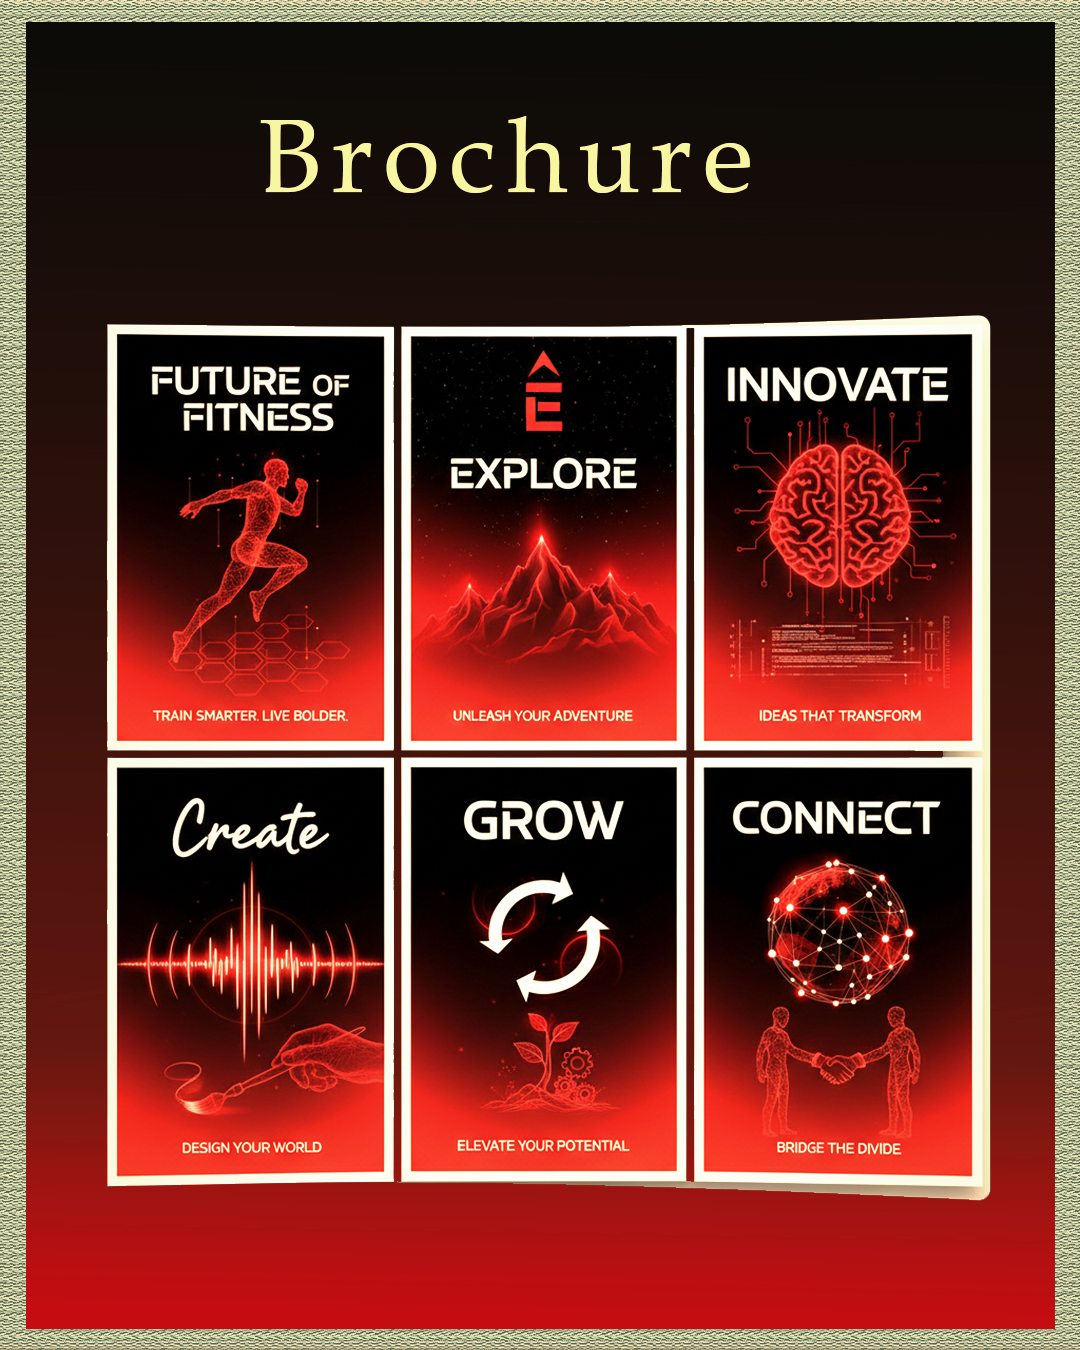 Brochure
FUTURE OF
FITNESS
TRAIN SMARTER. LIVE BOLDER.
E
EXPLORE
UNLEASH YOUR ADVENTURE
INNOVATE
IDEAS THAT TRANSFORM
Create
DESIGN YOUR WORLD
GROW
ELEVATE YOUR POTENTIAL
CONNECT
BRIDGE THE DIVIDE